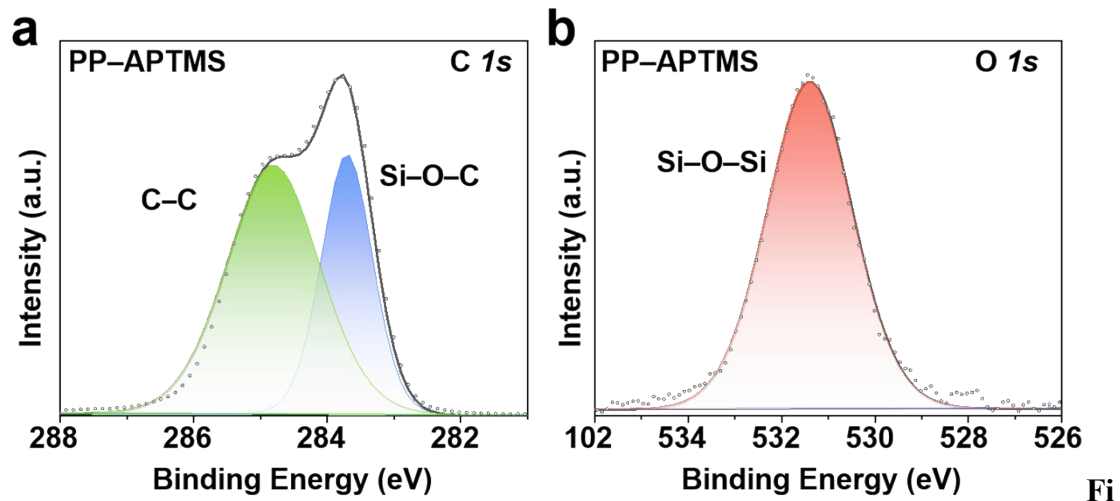 a
PP–APTMS
C 1s
C–C
Si–O–C
Intensity (a.u.)
288
286
284
282
Binding Energy (eV)
b
PP–APTMS
O 1s
Si–O–Si
Intensity (a.u.)
102
534
532
530
528
526
Binding Energy (eV)
Fi